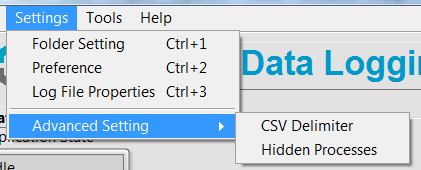 Settings Tools Help
Folder Setting Ctrl+1
Preference Ctrl+2
Log File Properties Ctrl+3
Advanced Setting
CSV Delimiter
Hidden Processes
Data Loggin